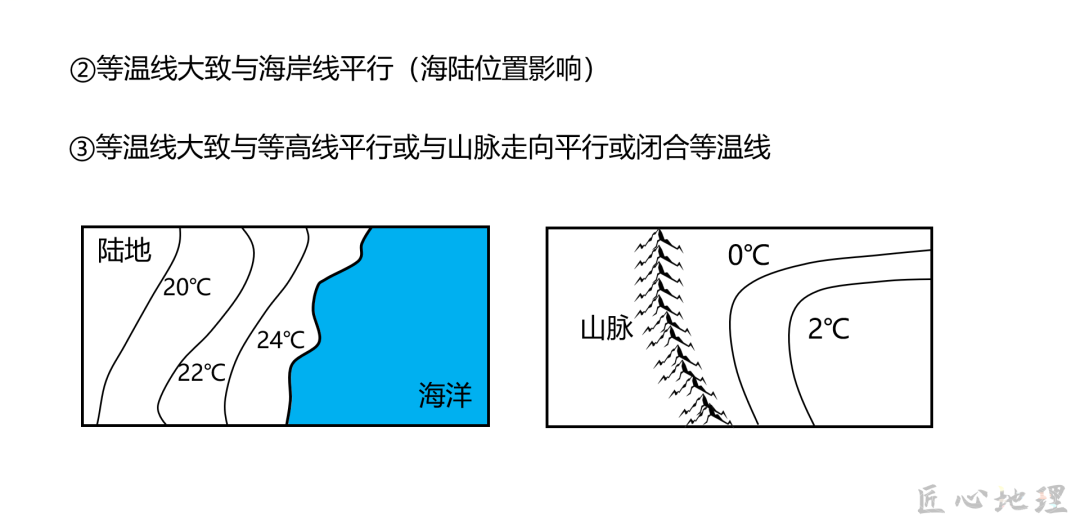 ②等温线大致与海岸线平行（海陆位置影响）
③等温线大致与等高线平行或与山脉走向平行或闭合等温线
陆地
20℃
22℃
24℃
海洋
0℃
山脉
2℃
匠心地理